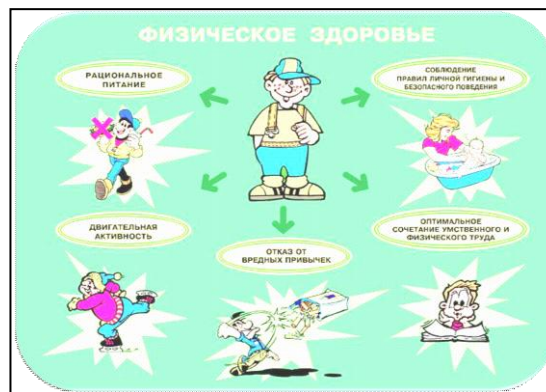 ФИЗИЧЕСКОЕ ЗДОРОВЬЕ
РАЦИОНАЛЬНОЕ
ПИТАНИЕ
СОБЛЮДЕНИЕ
ПРАВИЛ ЛИЧНОЙ ГИГИЕНЫ И
БЕЗОПАСНОГО ПОВЕДЕНИЯ
ДВИГАТЕЛЬНАЯ
АКТИВНОСТЬ
ОТКАЗ ОТ
ВРЕДНЫХ ПРИВЫЧЕК
ОПТИМАЛЬНОЕ
СОЧЕТАНИЕ УМСТВЕННОГО И
ФИЗИЧЕСКОГО ТРУДА